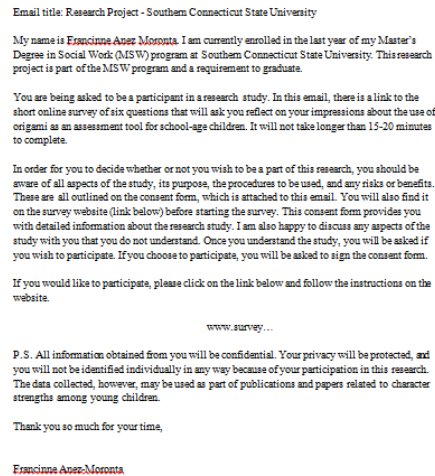 Email title: Research Project - Southern Connecticut State University
My name is Francinne Anez Moronta. I am currently enrolled in the last year of my Master's
Degree in Social Work (MSW) program at Southern Connecticut State University. This research
project is part of the MSW program and a requirement to graduate.
You are being asked to be a participant in a research study. In this email, there is a link to the
short online survey of six questions that will ask you reflect on your impressions about the use of
origami as an assessment tool for school-age children. It will not take longer than 15-20 minutes
to complete.
In order for you to decide whether or not you wish to be a part of this research, you should be
aware of all aspects of the study, its purpose, the procedures to be used, and any risks or benefits.
These are all outlined on the consent form, which is attached to this email. You will also find it
on the survey website (link below) before starting the survey. This consent form provides you
with detailed information about the research study. I am also happy to discuss any aspects of the
study with you that you do not understand. Once you understand the study, you will be asked if
you wish to participate. If you choose to participate, you will be asked to sign the consent form.
If you would like to participate, please click on the link below and follow the instructions on the
website.
www.survey…
P.S. All information obtained from you will be confidential. Your privacy will be protected, and
you will not be identified individually in any way because of your participation in this research.
The data collected, however, may be used as part of publications and papers related to character
strengths among young children.
Thank you so much for your time,
Francinne Anez-Moronta